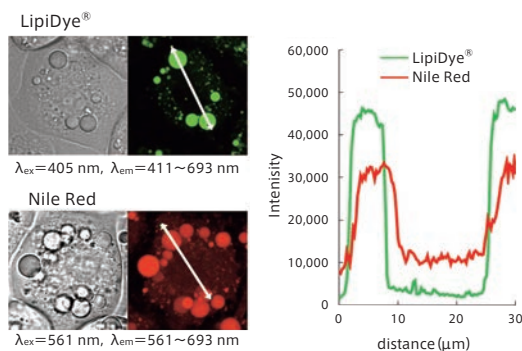 LipiDye®
λex=405 nm, λem=411~693 nm
Nile Red
λex=561 nm, λem=561~693 nm
60,000
50,000
40,000
30,000
20,000
10,000
0
Intenisity
LipiDye®
Nile Red
0 10 20 30
distance (μm)